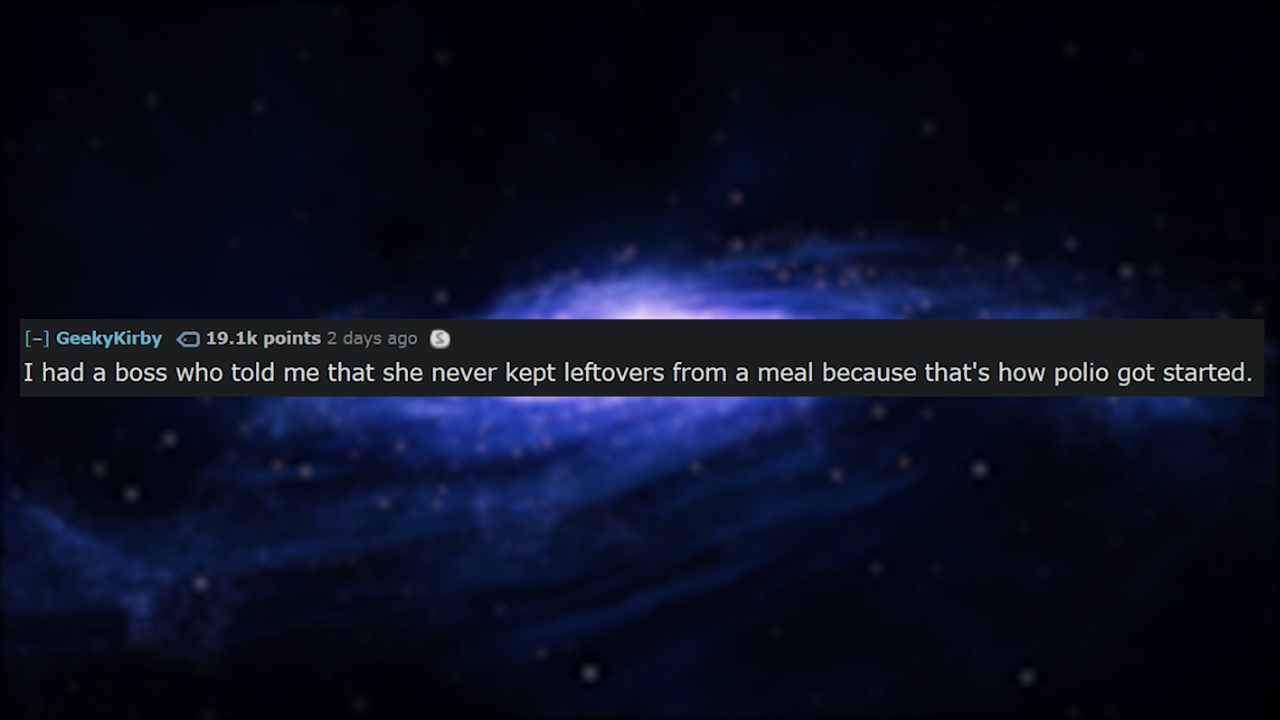 [–] GeekyKirby 19.1k points 2 days ago S
I had a boss who told me that she never kept leftovers from a meal because that's how polio got started.